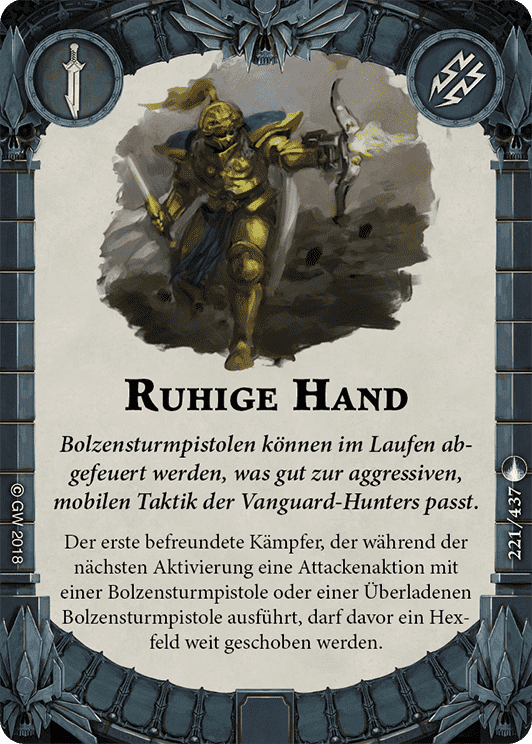 Ruhige Hand
Bolzensturmpistolen können im Laufen ab-
gefeuert werden, was gut zur aggressiven,
mobilen Taktik der Vanguard-Hunters passt.
Der erste befreundete Kämpfer, der während der
nächsten Aktivierung eine Attackenaktion mit
einer Bolzensturmpistole oder einer Überladenen
Bolzensturmpistole ausführt, darf davor ein Hex-
feld weit geschoben werden.
© GW 2018
221/437